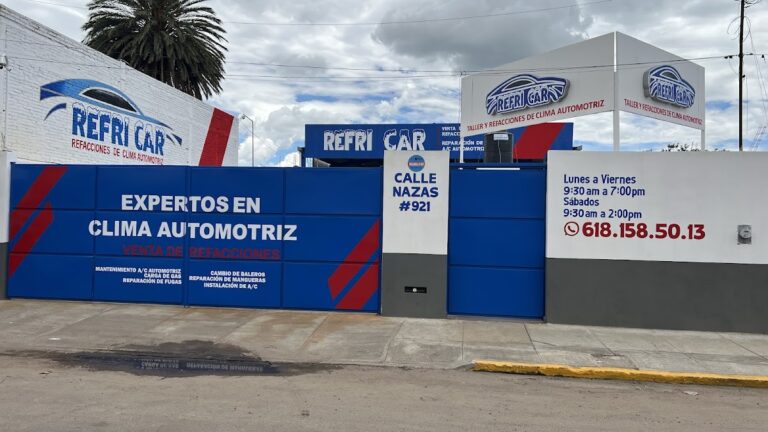 REFRI CAR
REFACCIONES DE CLIMA AUTOMOTRIZ
EXPERTOS EN
CLIMA AUTOMOTRIZ
VENTA DE REFACCIONES
MANTENIMIENTO A/C AUTOMOTRIZ
CARGA DE GAS
REPARACIÓN DE FUGAS
CAMBIO DE BALEROS
REPARACIÓN DE MANGUERAS
INSTALACIÓN DE A/C
REFRI CAR
CALLE
NAZAS
#921
REFRI CAR
TALLER Y REFACCIONES DE CLIMA AUTOMOTRIZ
REFRI CAR
TALLER Y REFACCIONES
DE CLIMA AUTOMOTRIZ
Lunes a Viernes
9:30 am a 7:00pm
Sábados
9:30 am a 2:00pm
618.158.50.13